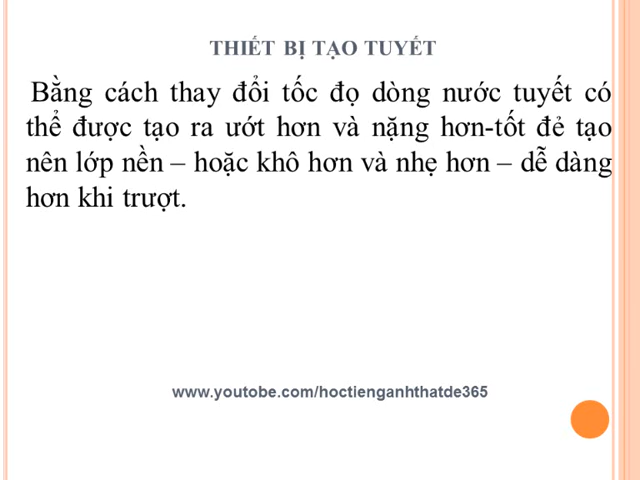 THIẾT BỊ TẠO TUYẾT
Bằng cách thay đổi tốc đọ dòng nước tuyết có
thể được tạo ra ướt hơn và nặng hơn-tốt đẻ tạo
nên lớp nền – hoặc khô hơn và nhẹ hơn – dễ dàng
hơn khi trượt.
www.youtobe.com/hoctienganhthatde365